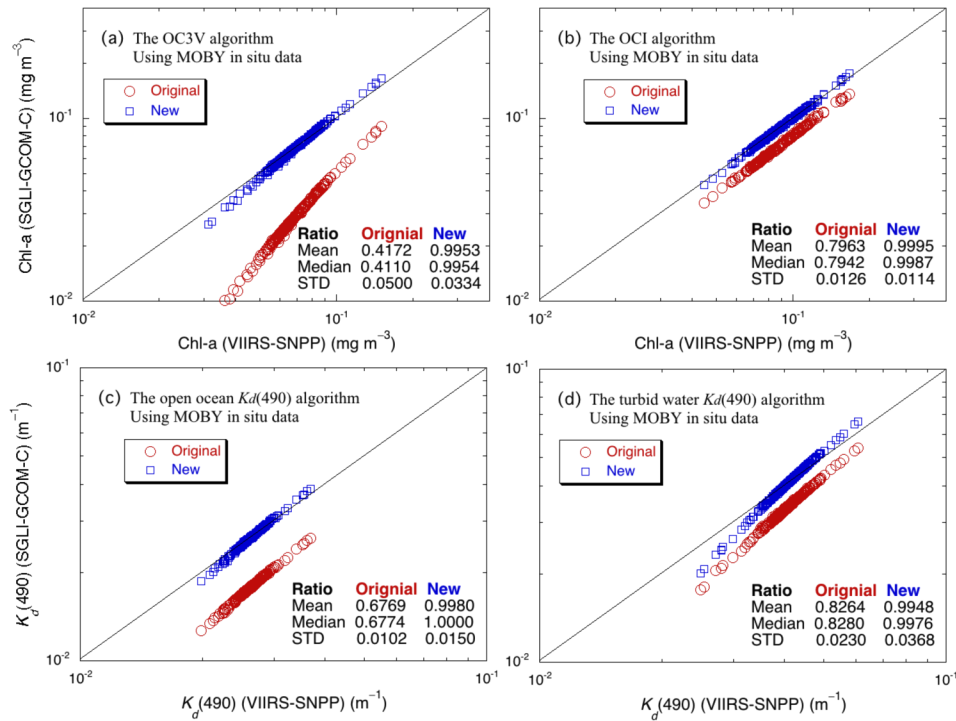 (a) The OC3V algorithm
Using MOBY in situ data
Original
New
Ratio Orignial New
Mean 0.4172 0.9953
Median 0.4110 0.9954
STD 0.0500 0.0334
Chl-a (SGLI-GCOM-C) (mg m⁻³)
10⁻¹
10⁻²
10⁻² 10⁻¹
Chl-a (VIIRS-SNPP) (mg m⁻³)
(b) The OCI algorithm
Using MOBY in situ data
Original
New
Ratio Orignial New
Mean 0.7963 0.9995
Median 0.7942 0.9987
STD 0.0126 0.0114
10⁻¹
10⁻²
10⁻² 10⁻¹
Chl-a (VIIRS-SNPP) (mg m⁻³)
(c) The open ocean Kd(490) algorithm
Using MOBY in situ data
Original
New
Ratio Orignial New
Mean 0.6769 0.9980
Median 0.6774 1.0000
STD 0.0102 0.0150
K_d(490) (SGLI-GCOM-C) (m⁻¹)
10⁻¹
10⁻²
10⁻² 10⁻¹
K_d(490) (VIIRS-SNPP) (m⁻¹)
(d) The turbid water Kd(490) algorithm
Using MOBY in situ data
Original
New
Ratio Orignial New
Mean 0.8264 0.9948
Median 0.8280 0.9976
STD 0.0230 0.0368
10⁻¹
10⁻²
10⁻² 10⁻¹
K_d(490) (VIIRS-SNPP) (m⁻¹)